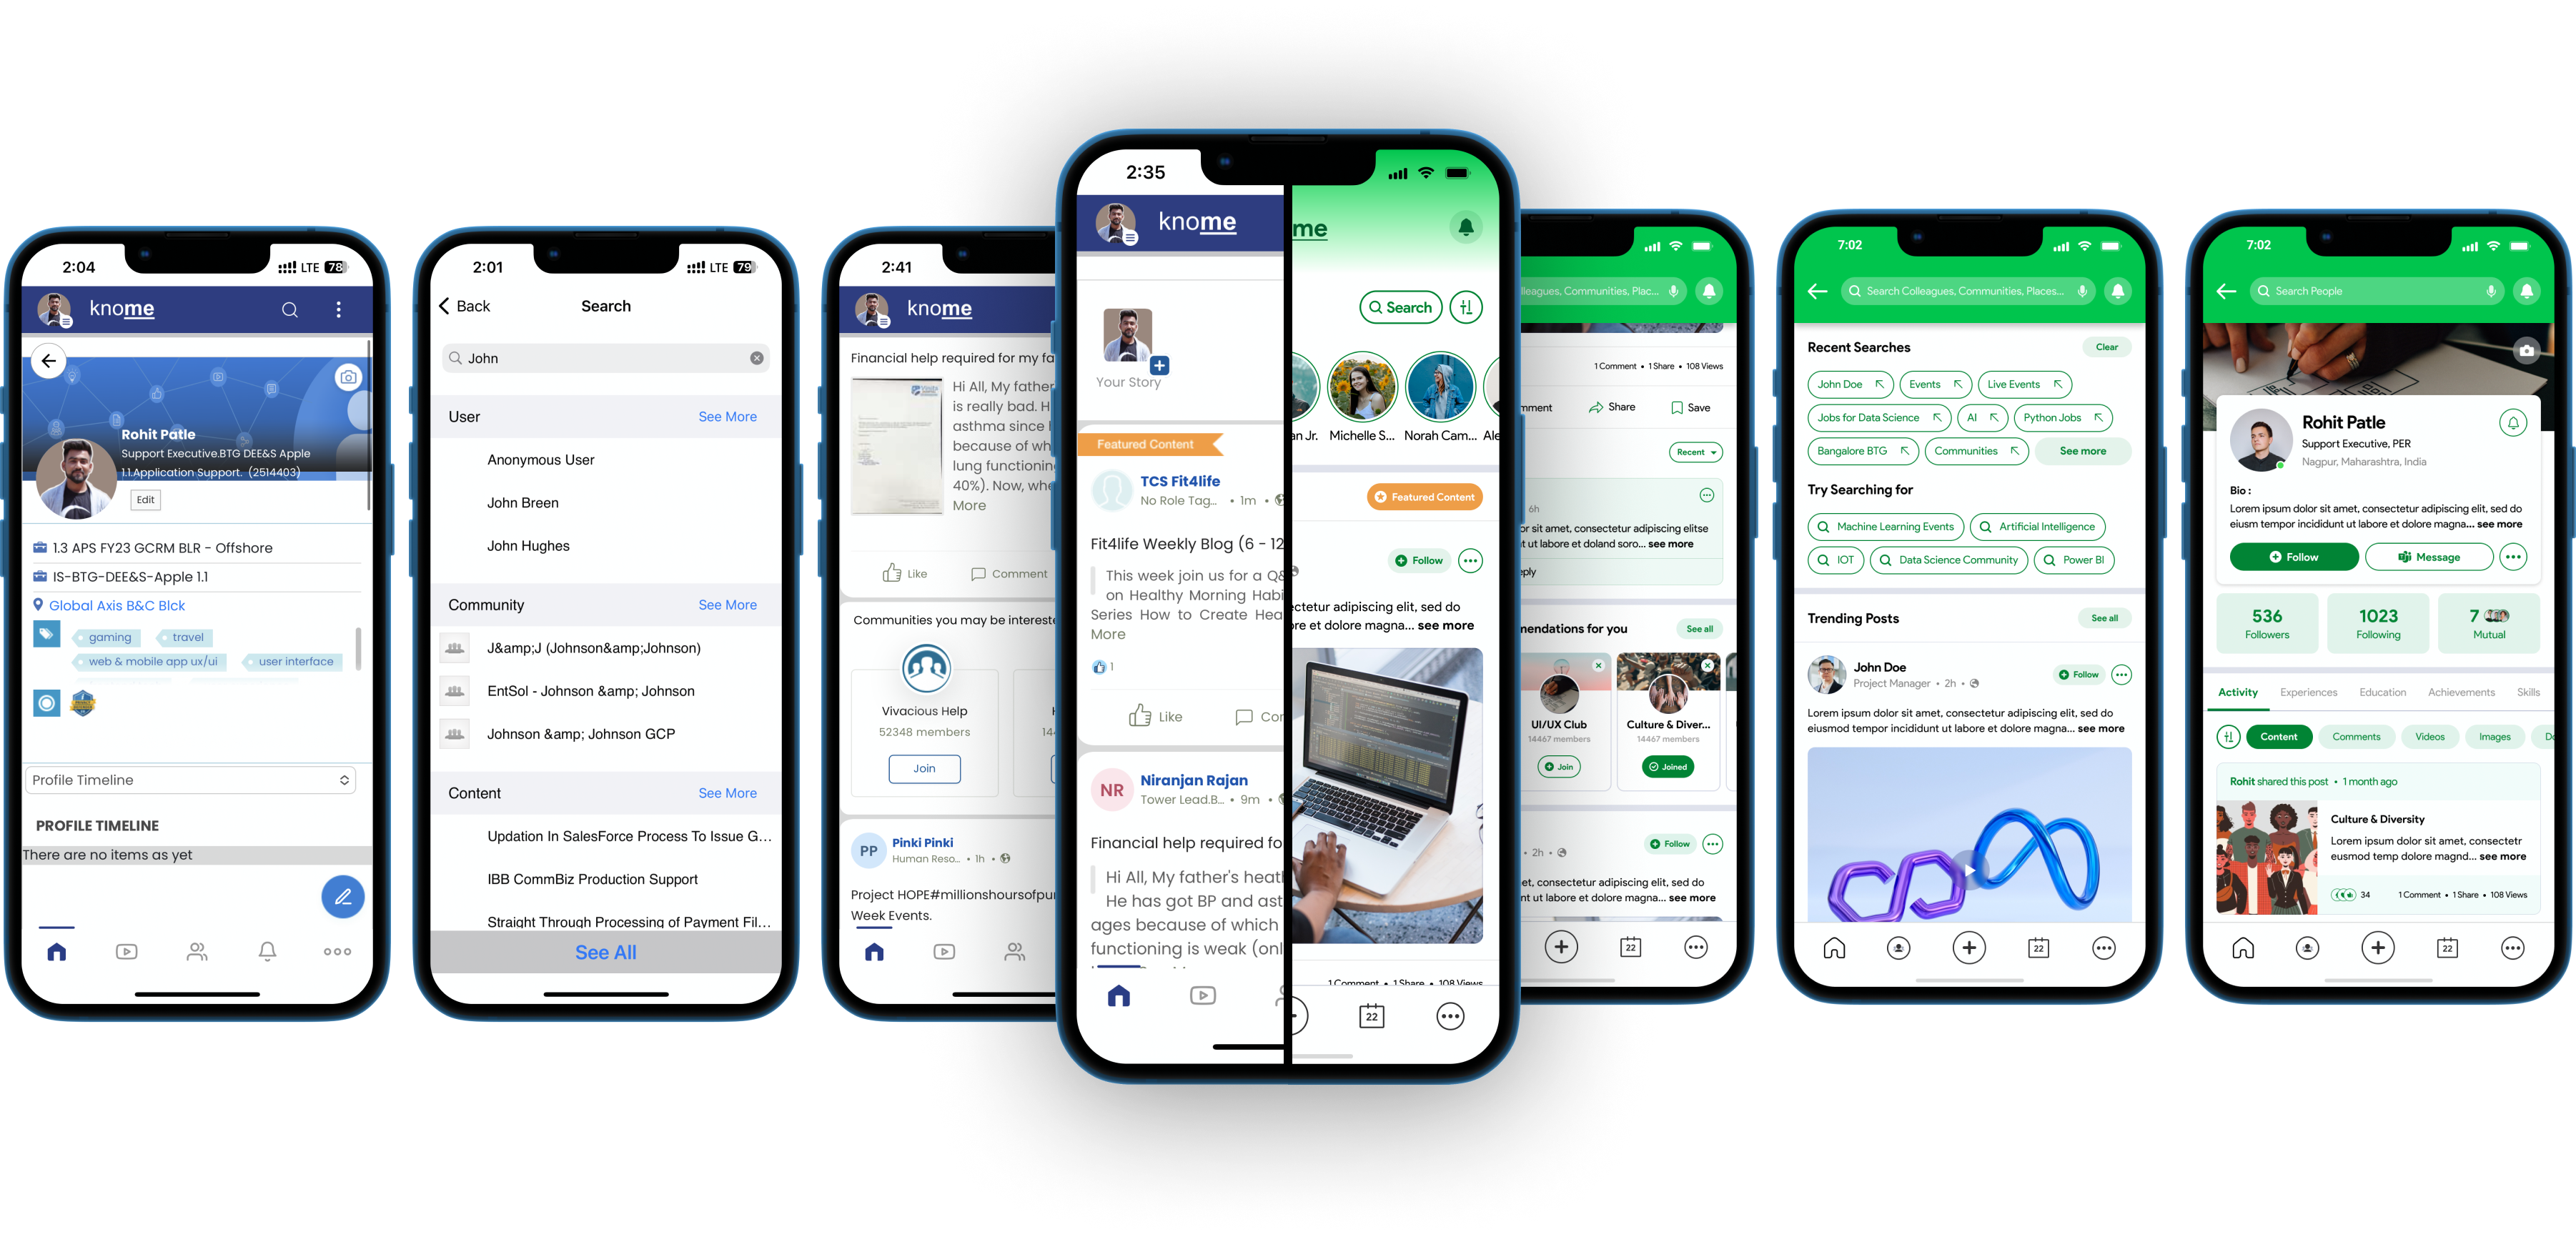 2:04
LTE 78
knome
Rohit Patle
Support Executive.BTG DEE&S Apple
1.1.Application Support. (2514403)
Edit
1.3 APS FY23 GCRM BLR - Offshore
IS-BTG-DEE&S-Apple 1.1
Global Axis B&C Blck
gaming
travel
web & mobile app ux/ui
user interface
Profile Timeline
PROFILE TIMELINE
There are no items as yet
2:01
LTE 79
Back
Search
John
User
See More
Anonymous User
John Breen
John Hughes
Community
See More
J&amp;J (Johnson&amp;Johnson)
EntSol - Johnson &amp; Johnson
Johnson &amp; Johnson GCP
Content
See More
Updation In SalesForce Process To Issue G...
IBB CommBiz Production Support
Straight Through Processing of Payment Fil...
See All
2:41
knome
Financial help required for my fa
Hi All, My father
is really bad. H
asthma since
because of wh
lung functionin
40%). Now, whe
More
Like
Comment
Communities you may be intereste
Vivacious Help
52348 members
14
Join
PP
Pinki Pinki
Human Reso... • 1h •
Project HOPE#millionshoursofpur
Week Events.
2:35
knome
Your Story
Featured Content
TCS Fit4life
No Role Tag... • 1m •
Fit4life Weekly Blog (6 - 12
This week join us for a Q&
on Healthy Morning Habi
Series How to Create Hea
More
1
Like
Cor
NR
Niranjan Rajan
Tower Lead.B... • 9m •
Financial help required fo
Hi All, My father's heatl
He has got BP and ast
ages because of which
functioning is weak (onl
me
Search
an Jr.
Michelle S...
Norah Cam...
Ale
Featured Content
Follow
ectetur adipiscing elit, sed do
ore et dolore magna... see more
1 Comment • 1 Share • 108 Views
22
lleagues, Communities, Plac...
1 Comment • 1 Share • 108 Views
mment
Share
Save
Recent
6h
or sit amet, consectetur adipiscing elitse
t ut labore et doland soro... see more
eply
nendations for you
See all
UI/UX Club
14467 members
Join
Culture & Diver...
14467 members
Joined
• 2h •
Follow
et, consectetur adipiscing elit, sed do
nt ut labore et dolore magna... see more
22
7:02
Search Colleagues, Communities, Places...
Recent Searches
Clear
John Doe
Events
Live Events
Jobs for Data Science
AI
Python Jobs
Bangalore BTG
Communities
See more
Try Searching for
Machine Learning Events
Artificial Intelligence
IOT
Data Science Community
Power BI
Trending Posts
See all
John Doe
Project Manager • 2h •
Follow
Lorem ipsum dolor sit amet, consectetur adipiscing elit, sed do
eiusmod tempor incididunt ut labore et dolore magna... see more
22
7:02
Search People
Rohit Patle
Support Executive, PER
Nagpur, Maharashtra, India
Bio :
Lorem ipsum dolor sit amet, consectetur adipiscing elit, sed do
eiusm tempor incididunt ut labore et dolore magna... see more
Follow
Message
536
Followers
1023
Following
7
Mutual
Activity
Experiences
Education
Achievements
Skills
Content
Comments
Videos
Images
Do
Rohit shared this post • 1 month ago
Culture & Diversity
Lorem ipsum dolor sit amet, consectetr
eusmod temp dolore magnd... see more
34
1 Comment • 1 Share • 108 Views
22